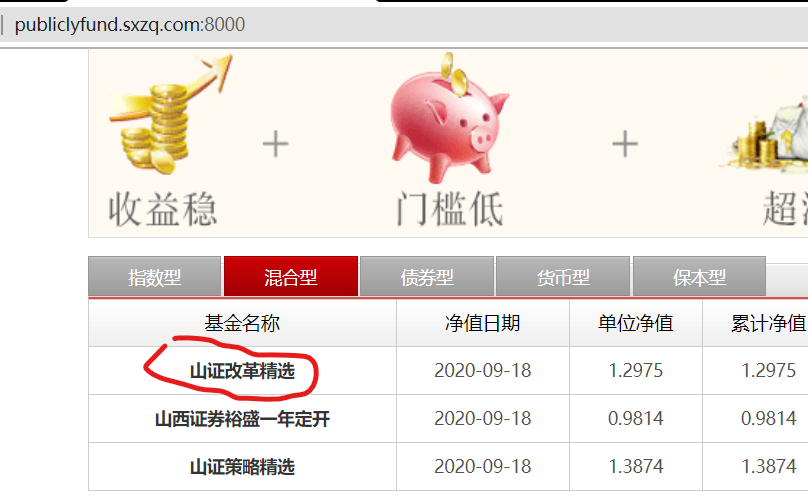 publiclyfund.sxzq.com:8000
收益稳 + 门槛低 +
指数型 混合型 债券型 货币型 保本型
基金名称 净值日期 单位净值 累计净值
山证改革精选 2020-09-18 1.2975 1.2975
山西证券裕盛一年定开 2020-09-18 0.9814 0.9814
山证策略精选 2020-09-18 1.3874 1.3874